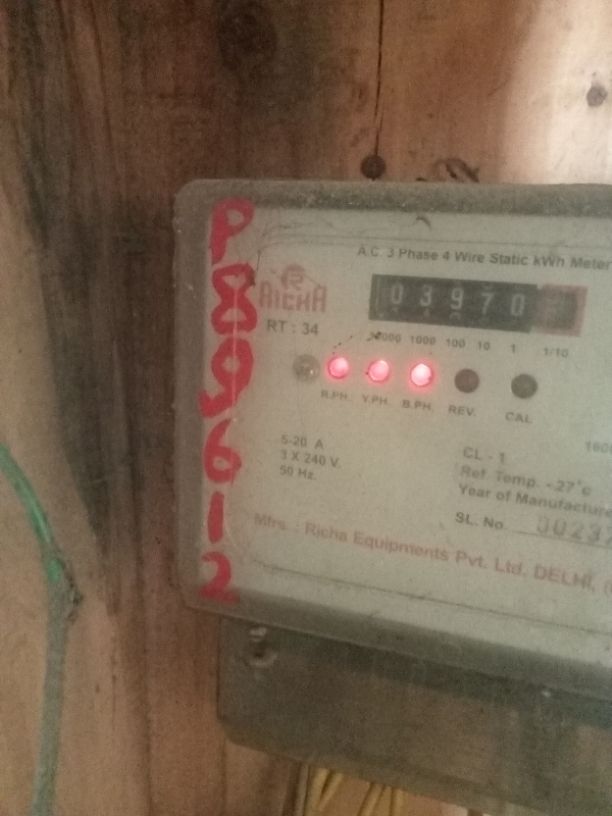 P89612
A.C. 3 Phase 4 Wire Static kWh Meter
RICHA
03970
RT : 34
1000 100 10 1 1/10
R.PH. Y.PH. B.PH. REV. CAL
5-20 A
3 X 240 V.
50 Hz.
CL - 1
Ref. Temp. - 27°c
Year of Manufacture
SL. No.
Mfrs : Richa Equipments Pvt. Ltd. DELHI,